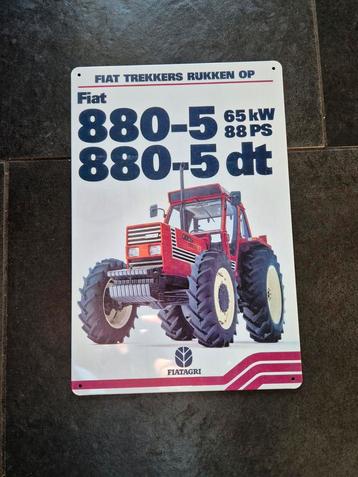 FIAT TREKKERS RUKKEN OP
Fiat
880-5 65 kW
88 PS
880-5 dt
FIATAGRI